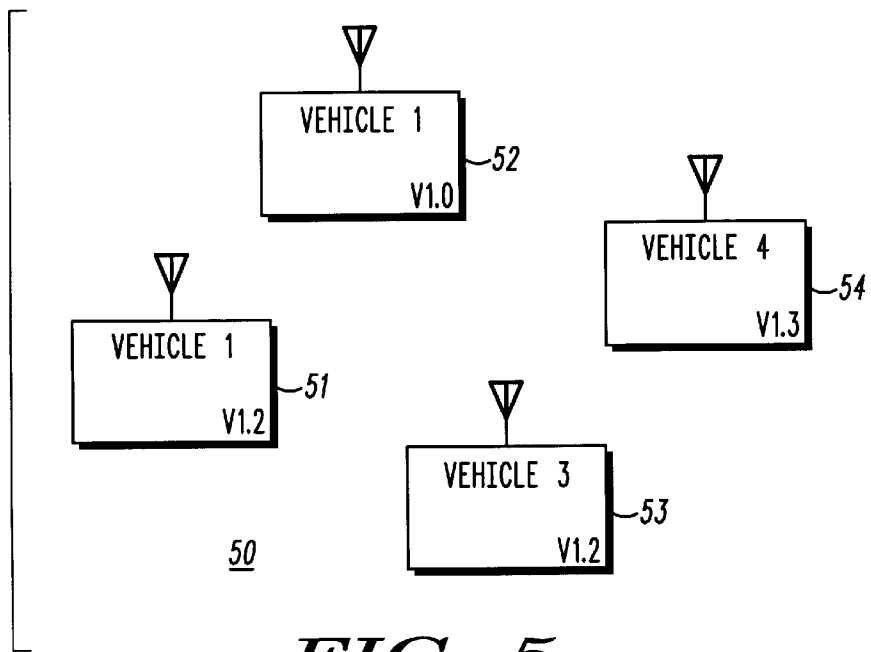 VEHICLE 1
52
V1.0
VEHICLE 4
54
V1.3
VEHICLE 1
51
V1.2
VEHICLE 3
53
V1.2
50
FIG. 5